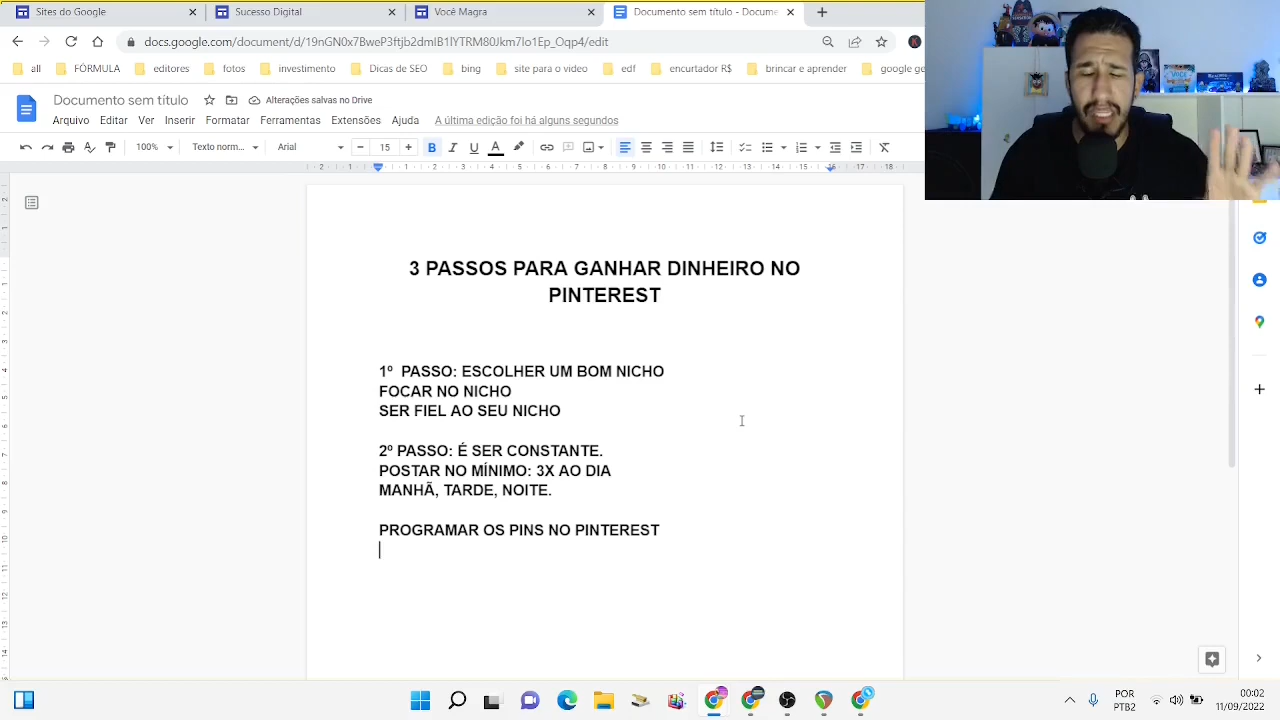 Sites do Google
Sucesso Digital
Voce Magra
Documento sem título - Docume
docs.google.com/document/d/
8weP3ftjb2dmIB1IYTRM80Jkm7Io1E_Oqp4/edit
all
FÓRMULA
editores
fotos
investimento
Dicas de SEO
bing
site para o video
edf
encurtador R$
brincar e aprender
google ge
Documento sem título
Alterações salvas no Drive
Arquivo Editar Ver Inserir Formatar Ferramentas Extensões Ajuda
A última edição foi há alguns segundos
100% Texto norm... Arial 15
3 PASSOS PARA GANHAR DINHEIRO NO
PINTEREST
1º PASSO: ESCOLHER UM BOM NICHO
FOCAR NO NICHO
SER FIEL AO SEU NICHO
2º PASSO: É SER CONSTANTE.
POSTAR NO MÍNIMO: 3X AO DIA
MANHÃ, TARDE, NOITE.
PROGRAMAR OS PINS NO PINTEREST
POR
PTB2
00:02
11/09/2022